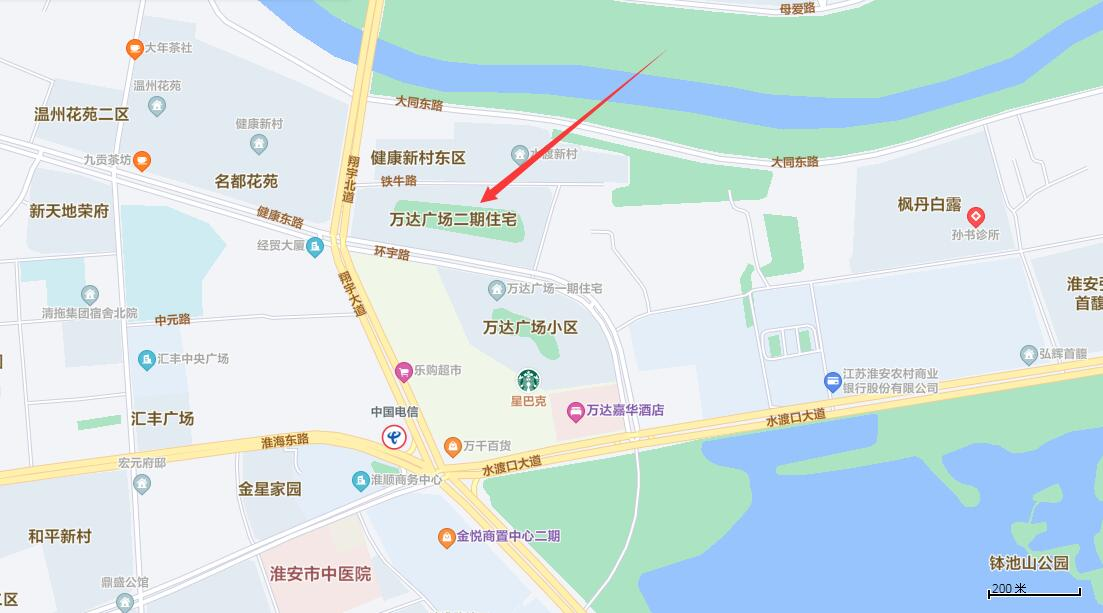 母爱路
大年茶社
温州花苑
大同东路
温州花苑二区
健康新村
九贡茶坊
健康新村东区
水渡新村
大同东路
翔宇北道
铁牛路
名都花苑
新天地荣府
健康东路
万达广场二期住宅
枫丹白露
孙书诊所
经贸大厦
环宇路
翔宇大道
万达广场一期住宅
淮安弘
首馥
清拖集团宿舍北院
中元路
万达广场小区
汇丰中央广场
弘辉首馥
乐购超市
江苏淮安农村商业
银行股份有限公司
星巴克
中国电信
万达嘉华酒店
汇丰广场
水渡口大道
淮海东路
万千百货
宏元府邸
水渡口大道
淮顺商务中心
金星家园
和平新村
金悦商置中心二期
钵池山公园
淮安市中医院
鼎盛公馆
200 米
二区